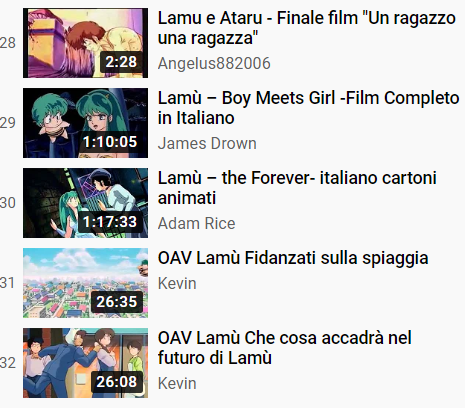 28
2:28
Lamu e Ataru - Finale film "Un ragazzo
una ragazza"
Angelus882006
29
1:10:05
Lamù – Boy Meets Girl -Film Completo
in Italiano
James Drown
30
1:17:33
Lamù – the Forever- italiano cartoni
animati
Adam Rice
31
26:35
OAV Lamù Fidanzati sulla spiaggia
Kevin
32
26:08
OAV Lamù Che cosa accadrà nel
futuro di Lamù
Kevin